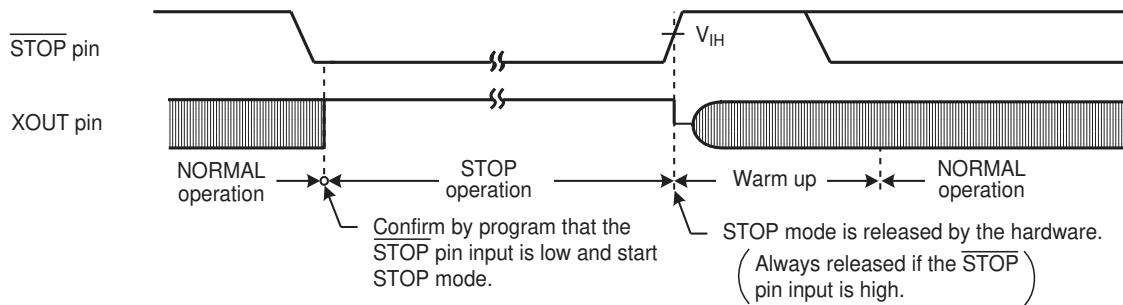 STOP pin
VIH
XOUT pin
NORMAL
operation
STOP
operation
Warm up
NORMAL
operation
Confirm by program that the
STOP pin input is low and start
STOP mode.
STOP mode is released by the hardware.
( Always released if the STOP
pin input is high. )